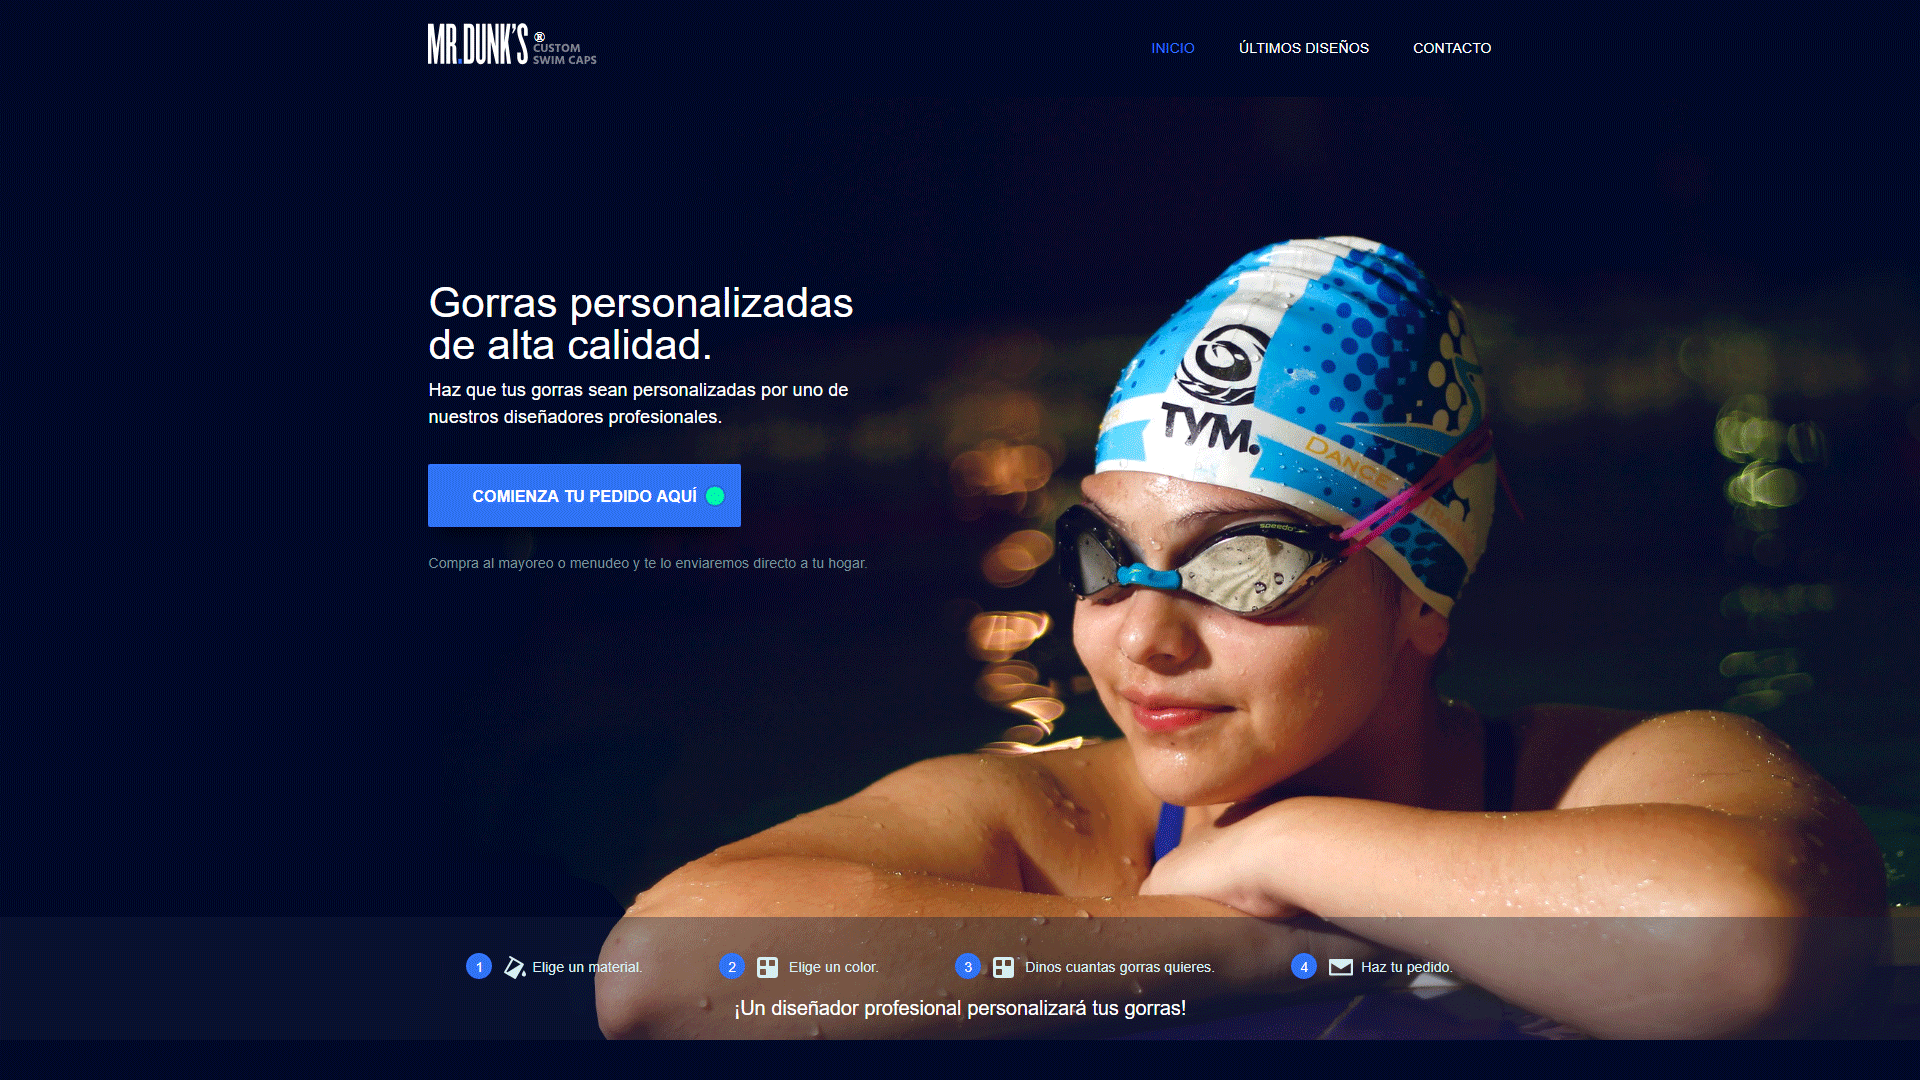 MR.DUNK'S ®
CUSTOM
SWIM CAPS
INICIO
ÚLTIMOS DISEÑOS
CONTACTO
Gorras personalizadas
de alta calidad.
Haz que tus gorras sean personalizadas por uno de
nuestros diseñadores profesionales.
COMIENZA TU PEDIDO AQUÍ
Compra al mayoreo o menudeo y te lo enviaremos directo a tu hogar.
TYM.
DANCE
speedo
1 Elige un material.
2 Elige un color.
3 Dinos cuantas gorras quieres.
4 Haz tu pedido.
¡Un diseñador profesional personalizará tus gorras!